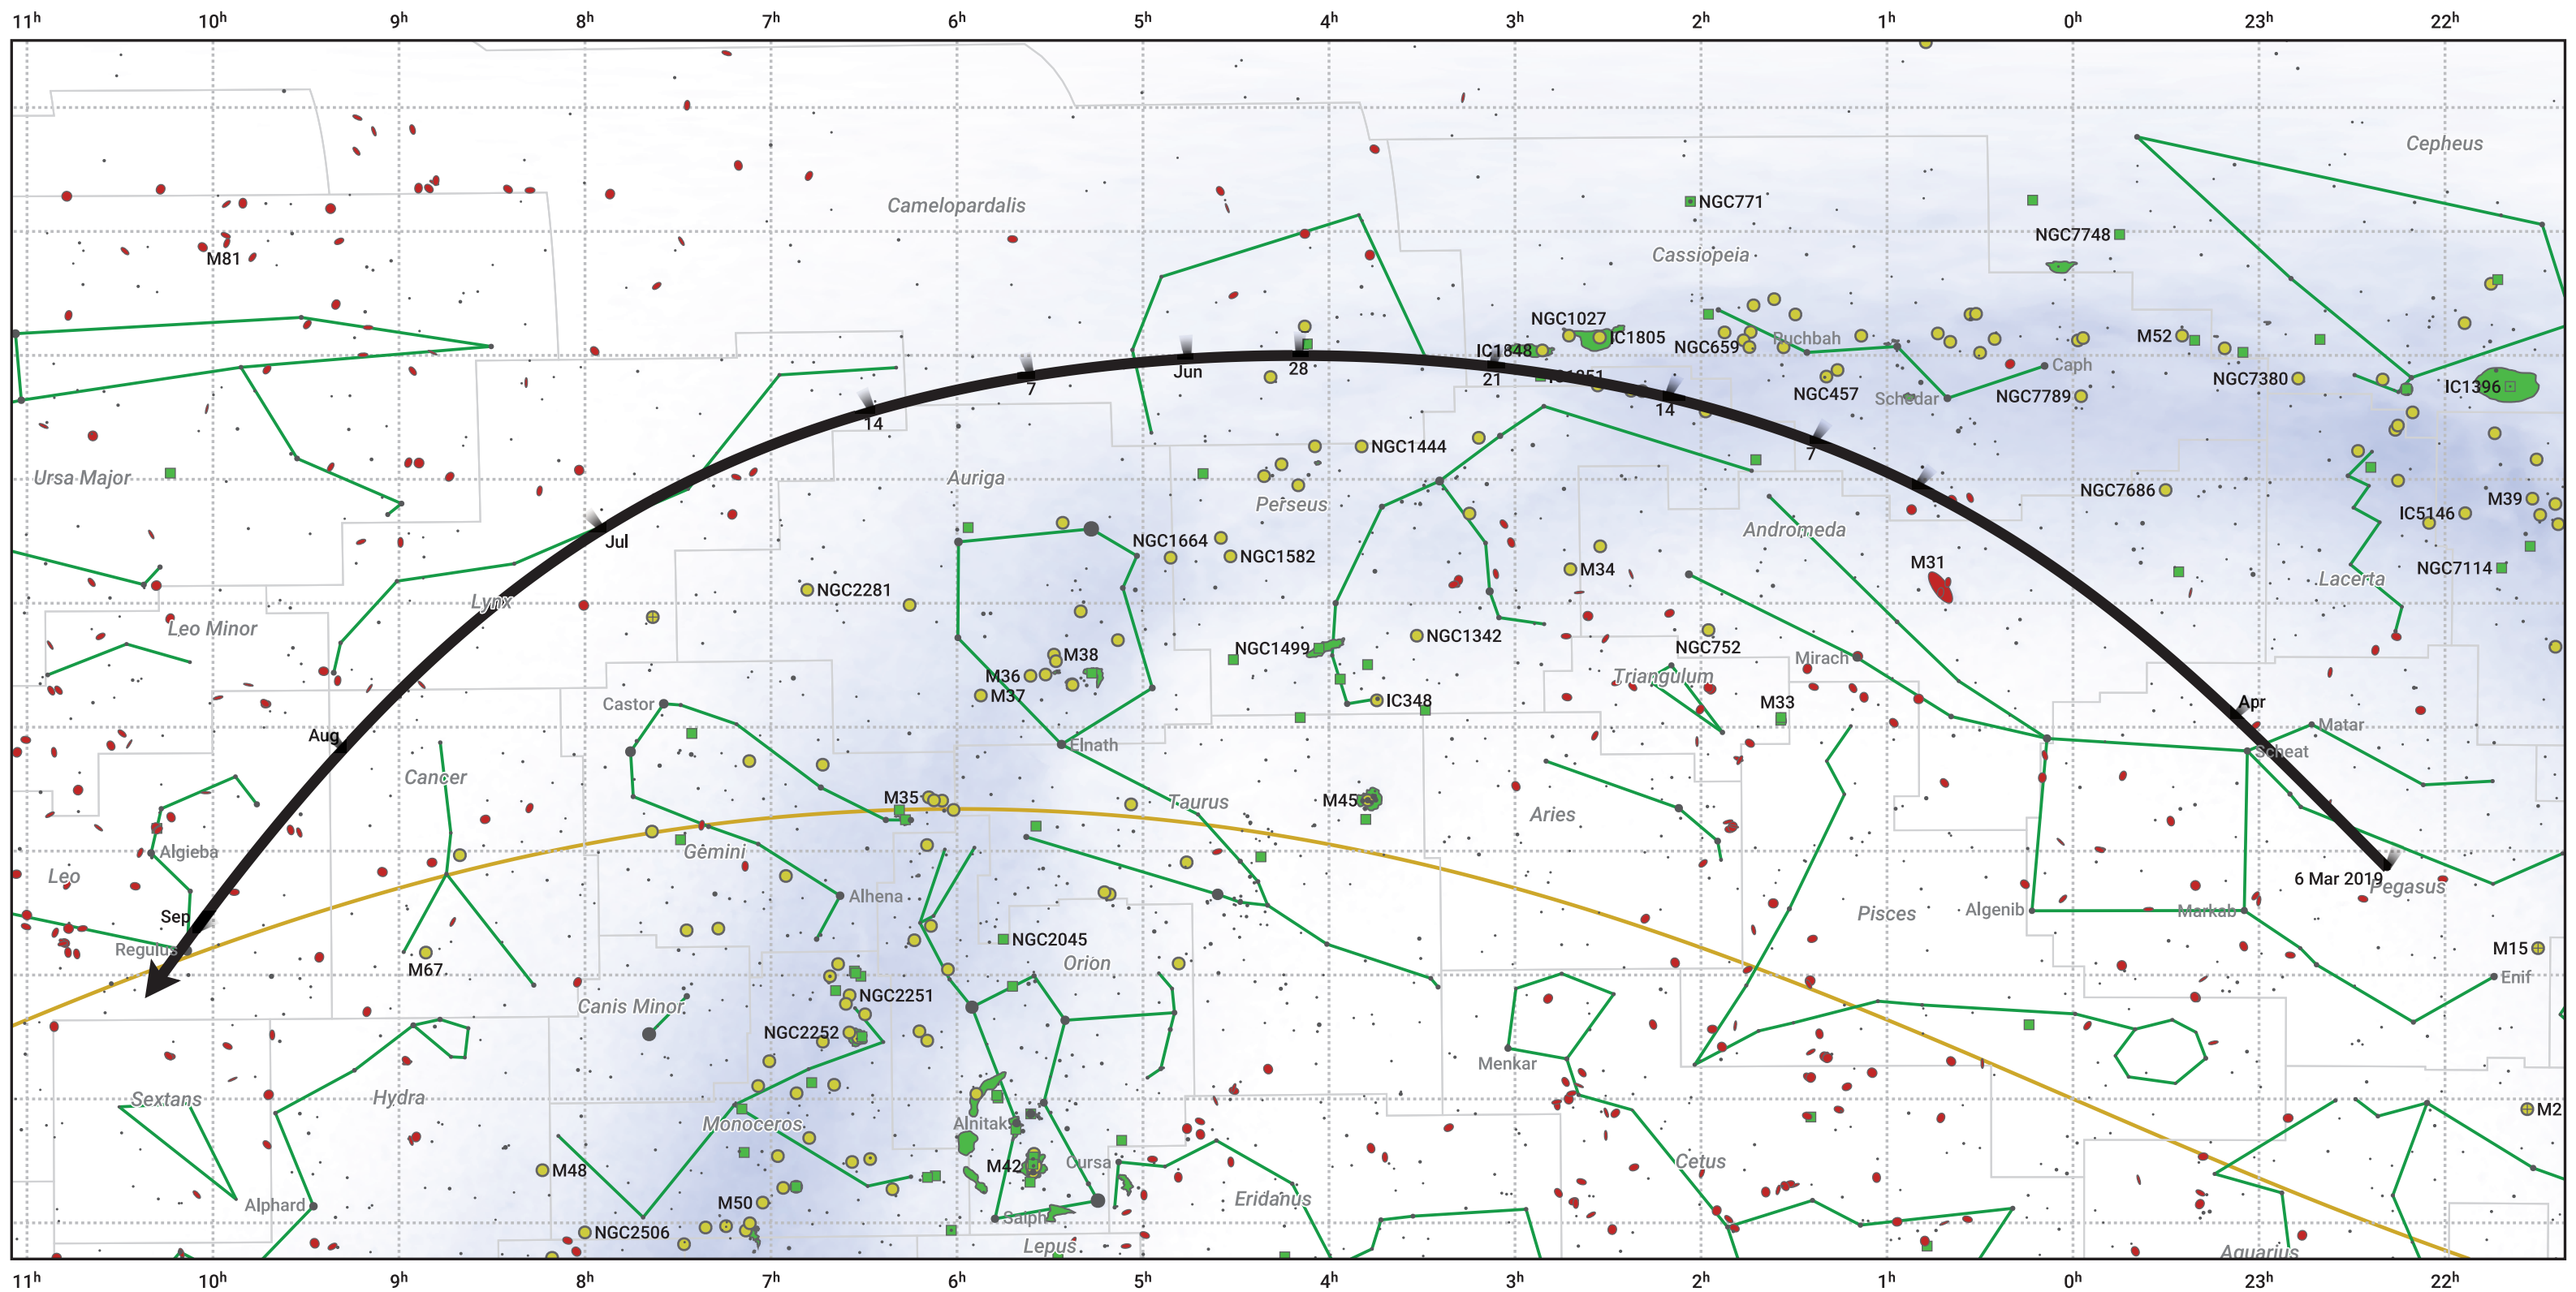 11h 10h 9h 8h 7h 6h 5h 4h 3h 2h 1h 0h 23h 22h
Cepheus
Camelopardalis
NGC771
NGC7748
M81
Cassiopeia
NGC1027
IC1805
IC1848
NGC659
Ruchbah
M52
Caph
Jun
28
21
7
14
14
7
NGC457
Schedar
NGC7789
NGC7380
IC1396
NGC1444
Ursa Major
Auriga
Perseus
NGC7686
M39
IC5146
Andromeda
Jul
NGC1664
NGC1582
M34
M31
NGC7114
Lacerta
NGC2281
Lynx
Leo Minor
NGC1342
NGC1499
NGC752
Mirach
M38
M36
M37
Triangulum
Castor
IC348
M33
Apr
Matar
Aug
Elnath
Scheat
Cancer
M35
Taurus
M45
Aries
Gemini
Algieba
Leo
6 Mar 2019
Pegasus
Alhena
Sep
Algenib
Markab
Pisces
Regulus
M67
NGC2045
Orion
M15
Enif
NGC2251
Canis Minor
NGC2252
Menkar
Sextans
Hydra
Monoceros
Alnitak
M2
M48
M42
Cursa
Cetus
Eridanus
Alphard
M50
Saiph
NGC2506
Lepus
Aquarius
11h 10h 9h 8h 7h 6h 5h 4h 3h 2h 1h 0h 23h 22h